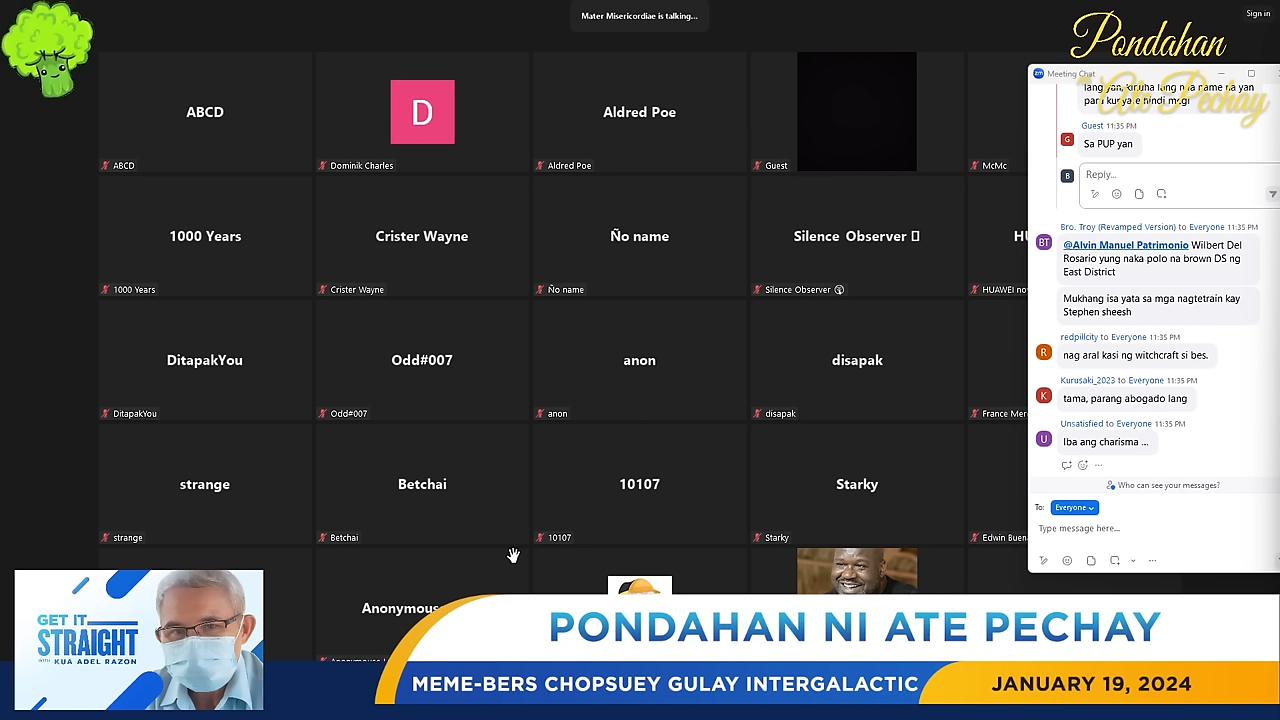 Mater Misericordiae is talking...
Sign in
Pondahan
ni Ate Pechay
ABCD
D
Aldred Poe
ABCD
Dominik Charles
Aldred Poe
Guest
McMc
1000 Years
Crister Wayne
Ño name
Silence Observer
1000 Years
Crister Wayne
Ño name
Silence Observer
DitapakYou
Odd#007
anon
disapak
DitapakYou
Odd#007
anon
disapak
strange
Betchai
10107
Starky
strange
Betchai
10107
Starky
Edwin Buen
Meeting Chat
Guest 11:35 PM
G
Sa PUP yan
B
Reply...
Bro. Troy (Revamped Version) to Everyone 11:35 PM
BT
@Alvin Manuel Patrimonio Wilbert Del
Rosario yung naka polo na brown DS ng
East District
Mukhang isa yata sa mga nagtetrain kay
Stephen sheesh
redpillcity to Everyone 11:35 PM
R
nag aral kasi ng witchcraft si bes.
Kurusaki_2023 to Everyone 11:35 PM
K
tama, parang abogado lang
Unsatisfied to Everyone 11:35 PM
U
Iba ang charisma ...
Who can see your messages?
To: Everyone
Type message here...
GET IT
STRAIGHT
WITH KUA ADEL RAZON
PONDAHAN NI ATE PECHAY
MEME-BERS CHOPSUEY GULAY INTERGALACTIC
JANUARY 19, 2024